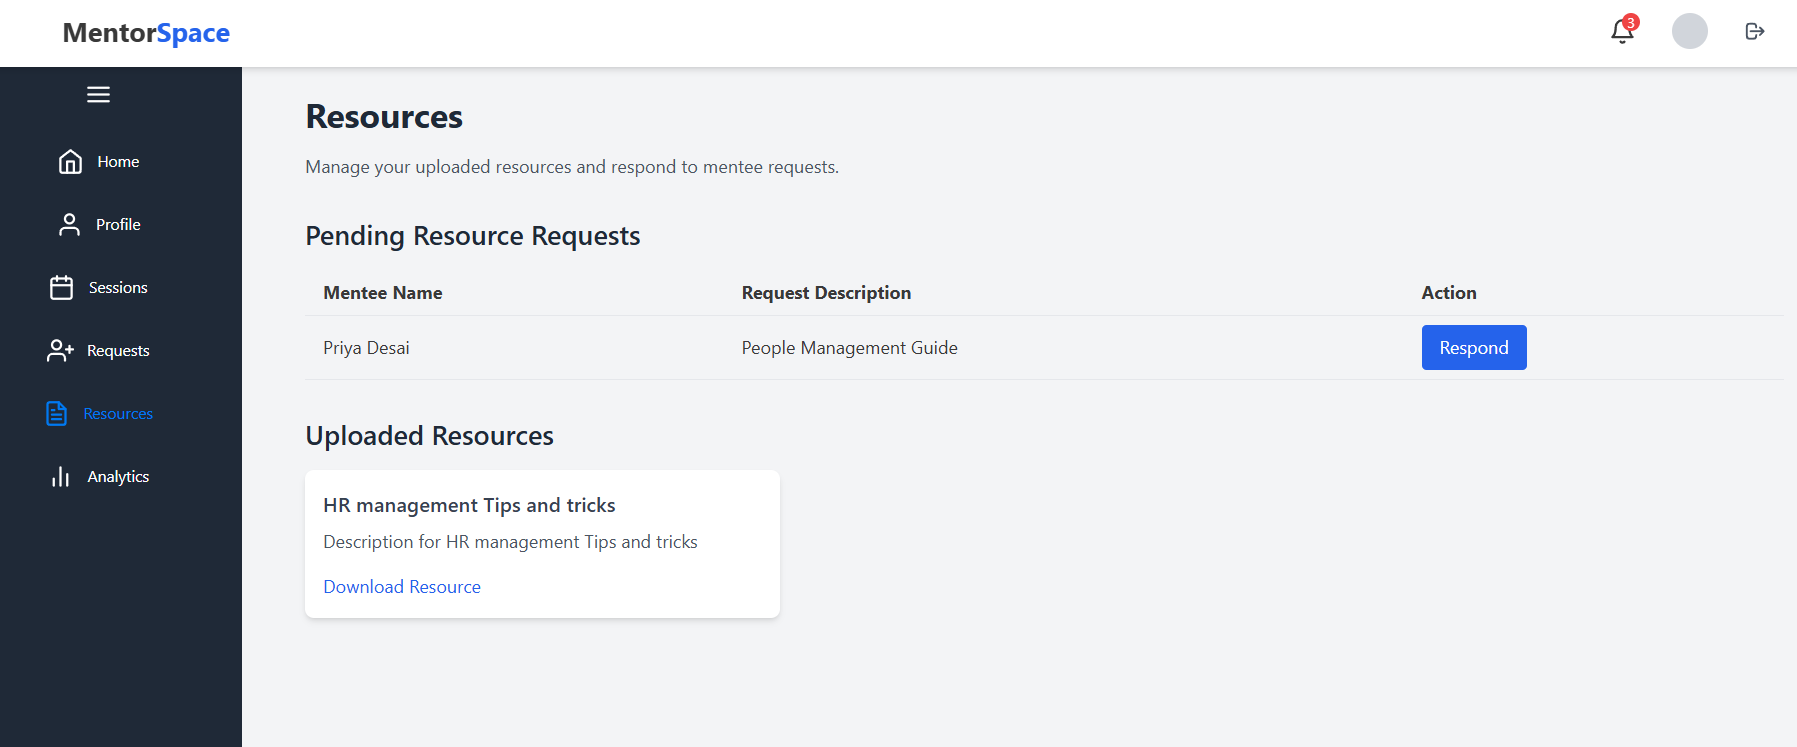 MentorSpace
3
Home
Profile
Sessions
Requests
Resources
Analytics
Resources
Manage your uploaded resources and respond to mentee requests.
Pending Resource Requests
Mentee Name Request Description Action
Priya Desai People Management Guide Respond
Uploaded Resources
HR management Tips and tricks
Description for HR management Tips and tricks
Download Resource